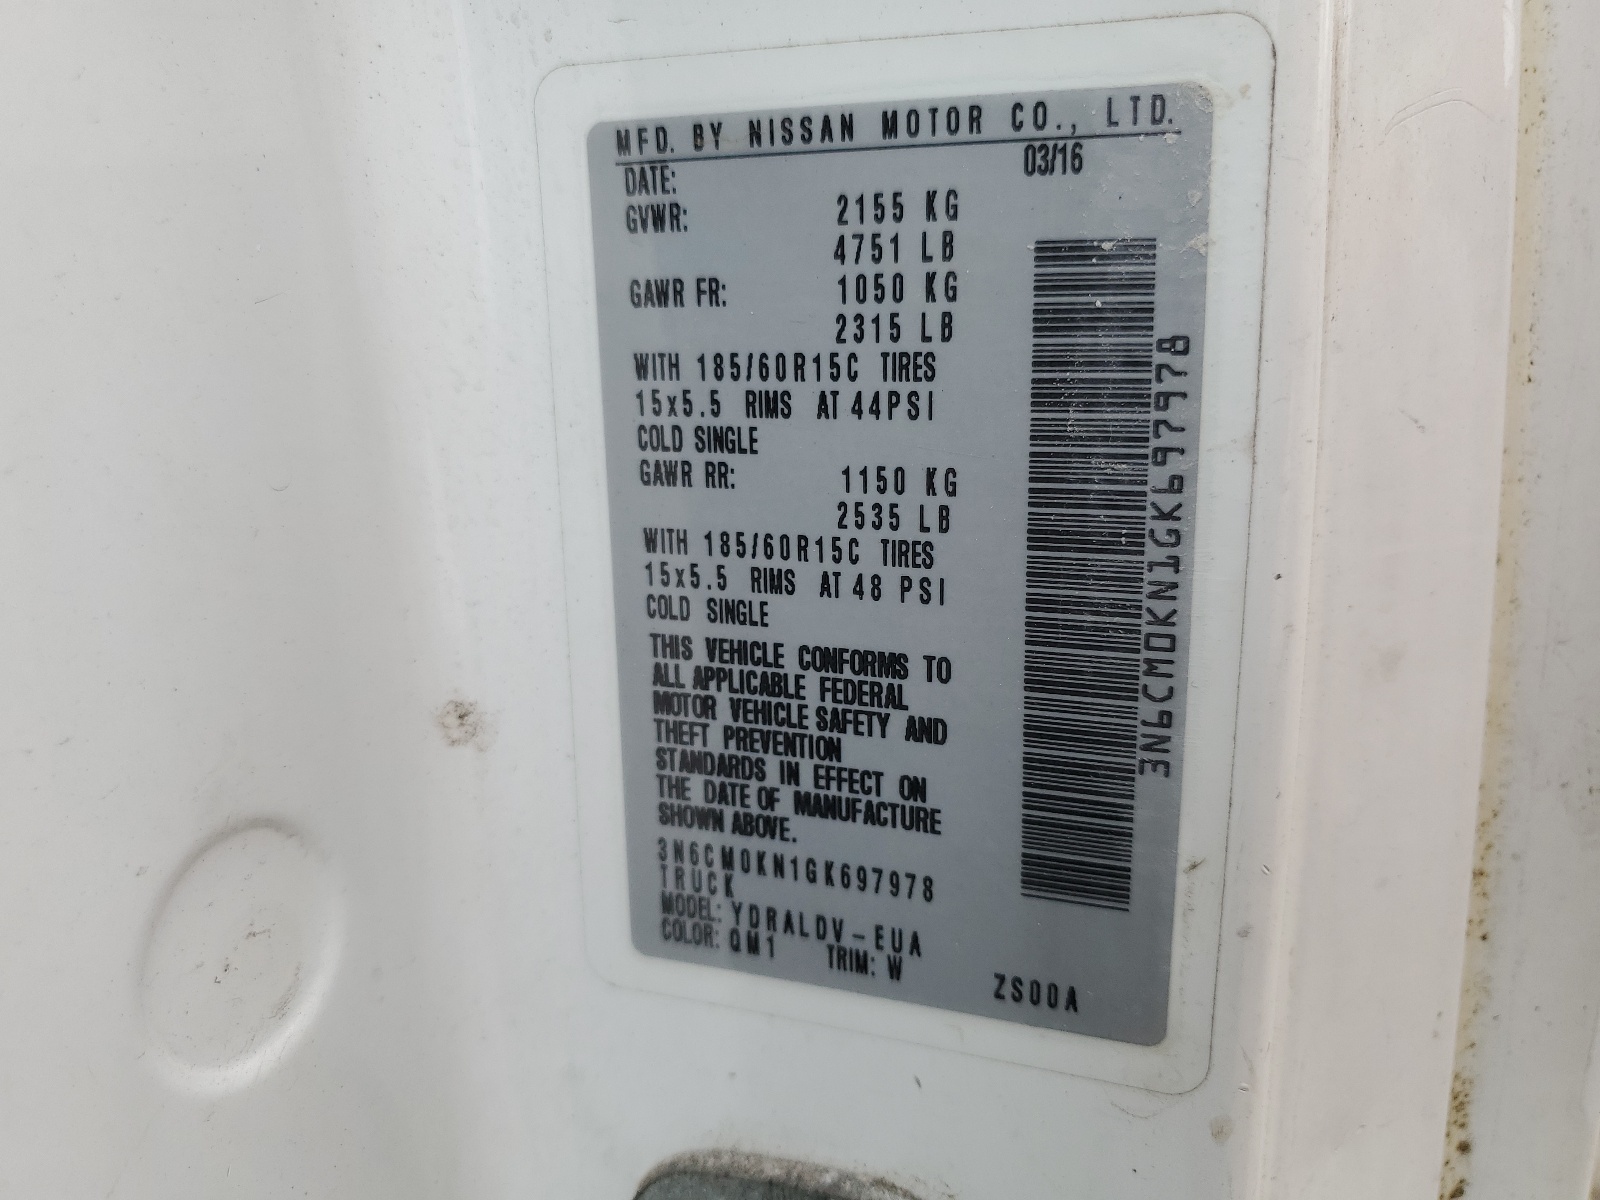 MFD. BY NISSAN MOTOR CO., LTD.
DATE: 03/16
GVWR: 2155 KG
4751 LB
GAWR FR: 1050 KG
2315 LB
WITH 185/60R15C TIRES
15x5.5 RIMS AT 44PSI
COLD SINGLE
GAWR RR: 1150 KG
2535 LB
WITH 185/60R15C TIRES
15x5.5 RIMS AT 48 PSI
COLD SINGLE
THIS VEHICLE CONFORMS TO
ALL APPLICABLE FEDERAL
MOTOR VEHICLE SAFETY AND
THEFT PREVENTION
STANDARDS IN EFFECT ON
THE DATE OF MANUFACTURE
SHOWN ABOVE.
3N6CM0KN1GK697978
TRUCK
MODEL: YDRALDV-EUA
COLOR: QM1 TRIM: W
ZS00A
3N6CM0KN1GK697978